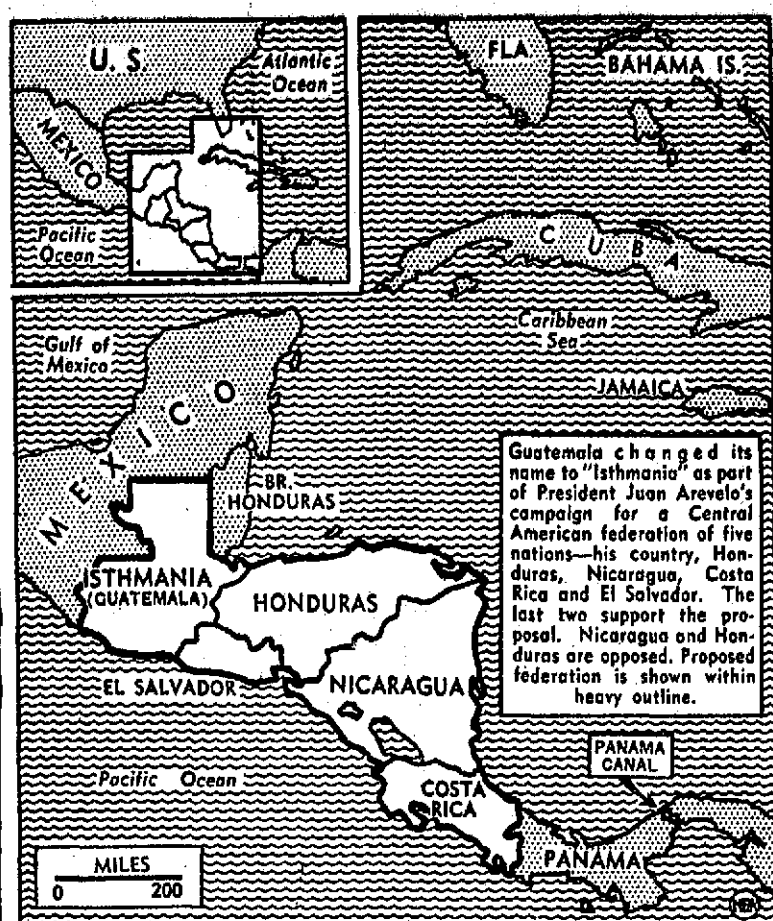 U. S.
Atlantic
Ocean
MEXICO
Pacific
Ocean
FLA
BAHAMA IS.
CUBA
Caribbean
Sea
Gulf of
Mexico
JAMAICA
MEXICO
BR.
HONDURAS
Guatemala changed its
name to "Isthmania" as part
of President Juan Arevelo's
campaign for a Central
American federation of five
nations—his country, Hon-
duras, Nicaragua, Costa
Rica and El Salvador. The
last two support the pro-
posal. Nicaragua and Hon-
duras are opposed. Proposed
federation is shown within
heavy outline.
ISTHMANIA
(GUATEMALA)
HONDURAS
EL SALVADOR
NICARAGUA
PANAMA
CANAL
Pacific Ocean
COSTA
RICA
PANAMA
MILES
0 200